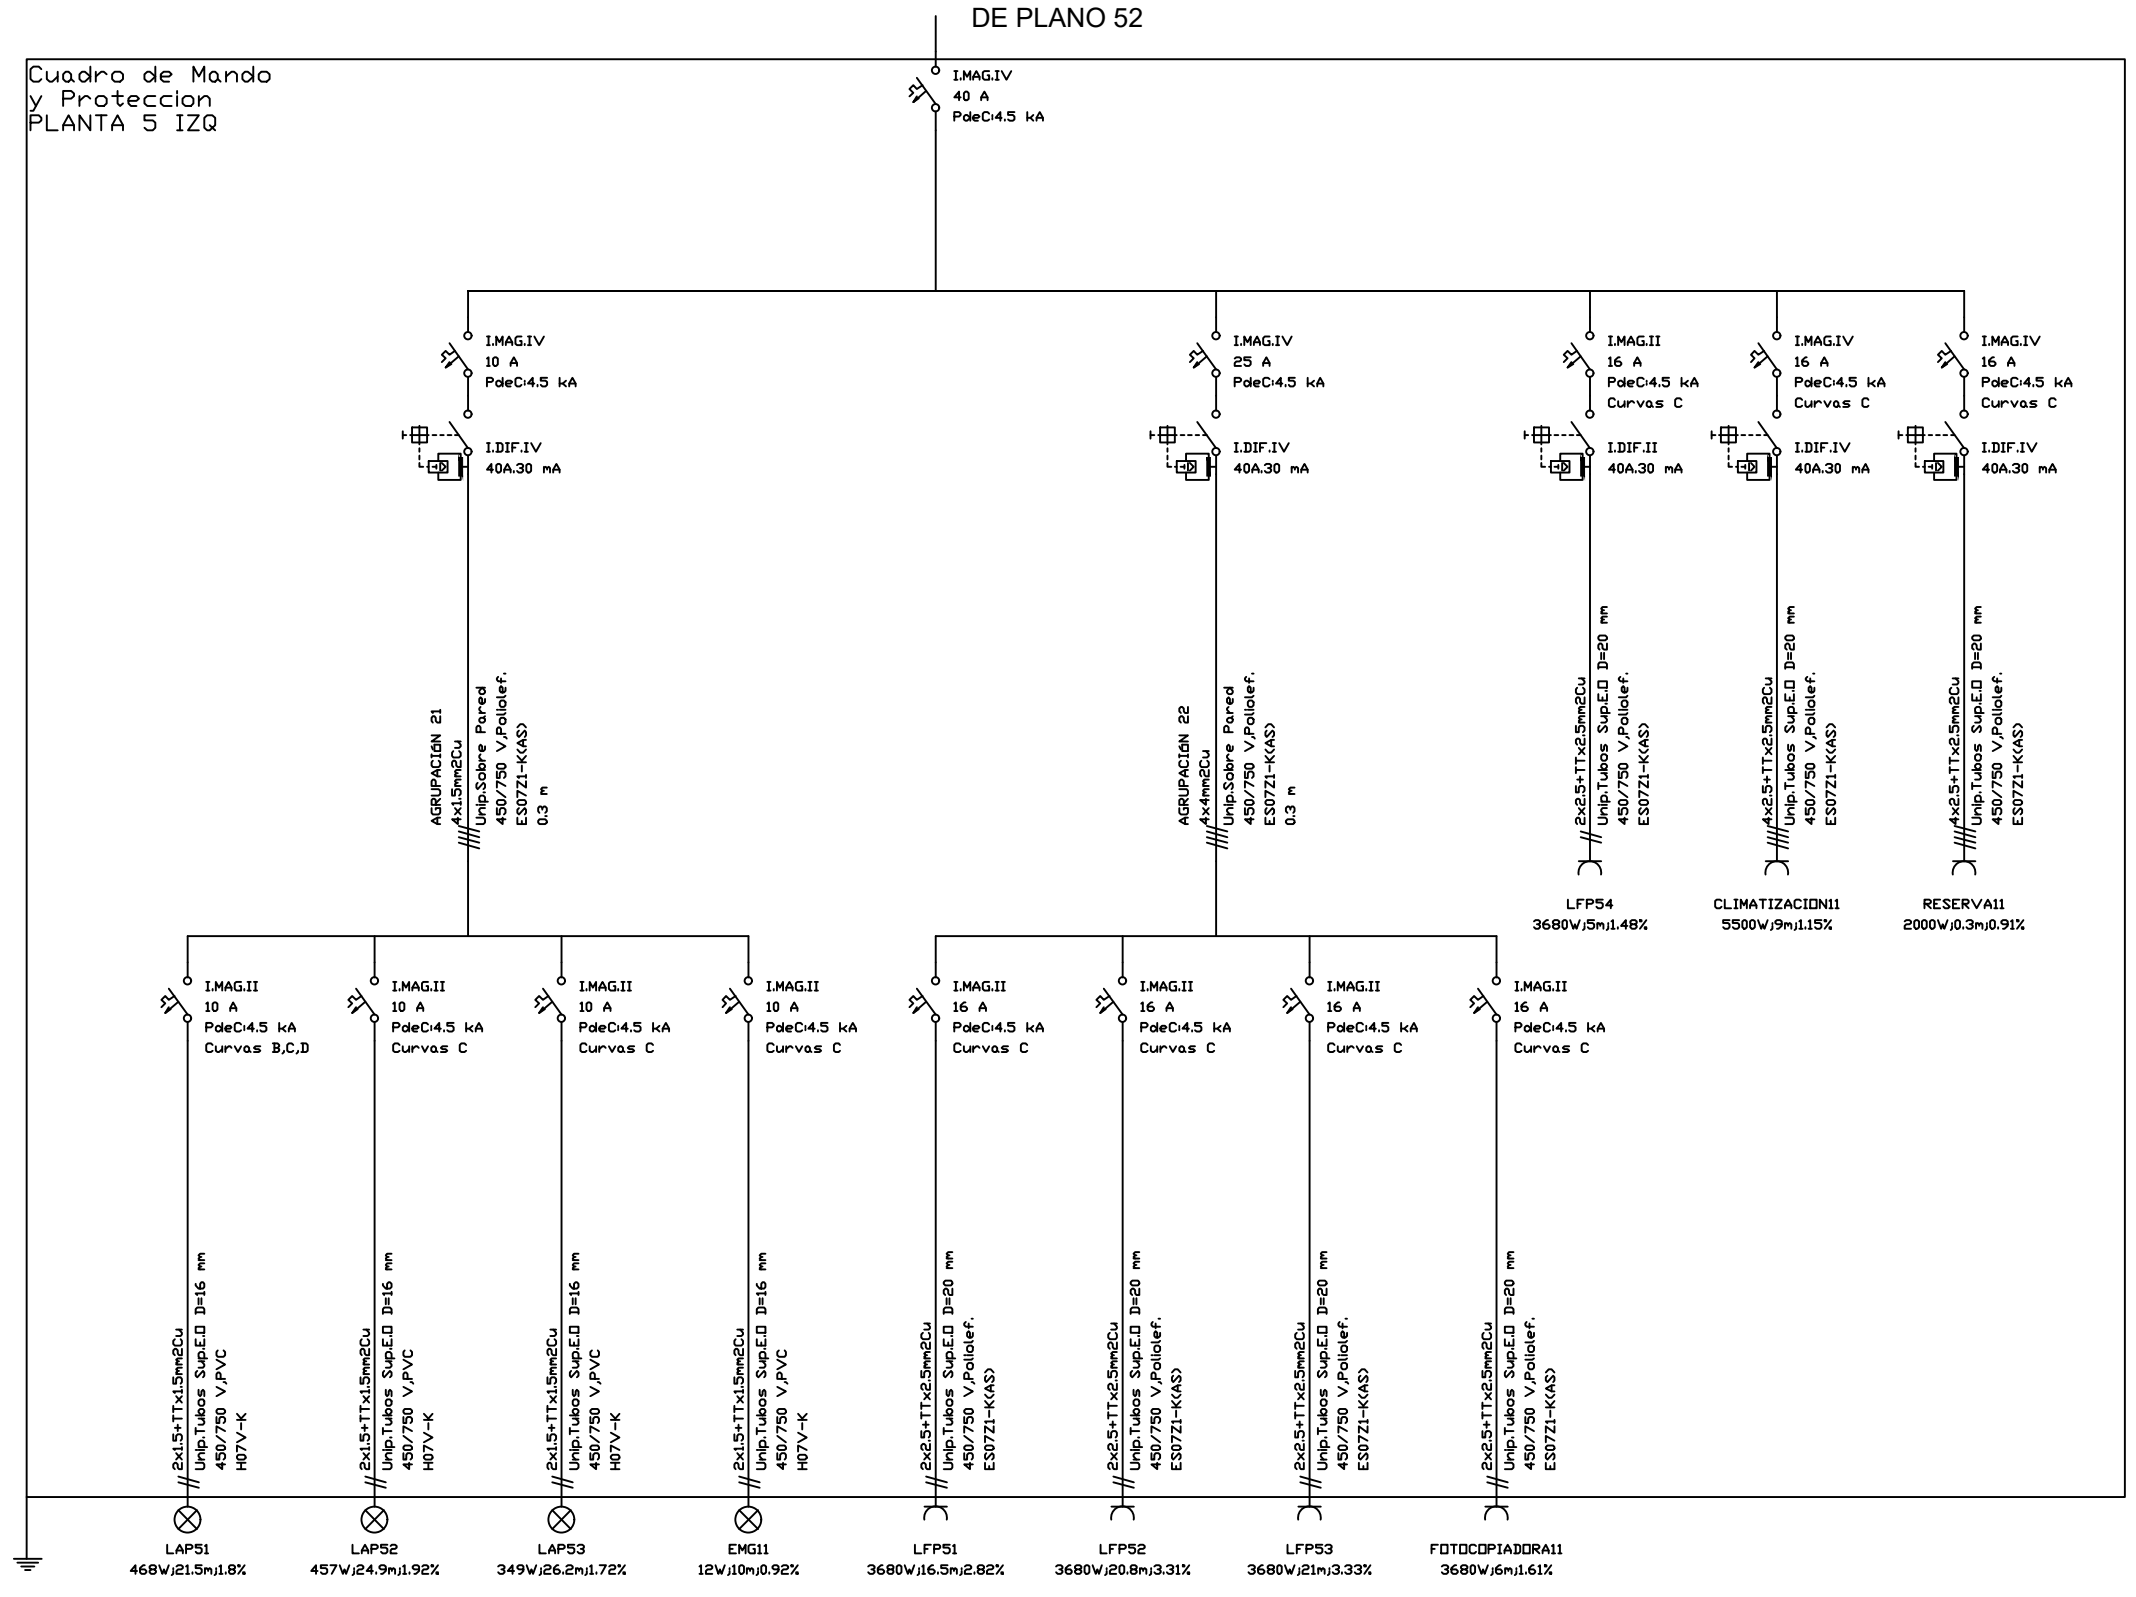 DE PLANO 52
Cuadro de Mando
y Proteccion
PLANTA 5 IZQ
I.MAG.IV
40 A
PdeC:4.5 kA
I.MAG.IV
10 A
PdeC:4.5 kA
I.DIF.IV
40A.30 mA
AGRUPACIÓN 21
4x1.5mm2Cu
Unip.Sobre Pared
450/750 V,Poliolef.
ES07Z1-K(AS)
0.3 m
I.MAG.IV
25 A
PdeC:4.5 kA
I.DIF.IV
40A.30 mA
AGRUPACIÓN 22
4x4mm2Cu
Unip.Sobre Pared
450/750 V,Poliolef.
ES07Z1-K(AS)
0.3 m
I.MAG.II
16 A
PdeC:4.5 kA
Curvas C
I.DIF.II
40A.30 mA
2x2.5+TTx2.5mm2Cu
Unip.Tubos Sup.E.O D=20 mm
450/750 V,Poliolef.
ES07Z1-K(AS)
LFP54
3680W;5m;1.48%
I.MAG.IV
16 A
PdeC:4.5 kA
Curvas C
I.DIF.IV
40A.30 mA
4x2.5+TTx2.5mm2Cu
Unip.Tubos Sup.E.O D=20 mm
450/750 V,Poliolef.
ES07Z1-K(AS)
CLIMATIZACION11
5500W;9m;1.15%
I.MAG.IV
16 A
PdeC:4.5 kA
Curvas C
I.DIF.IV
40A.30 mA
4x2.5+TTx2.5mm2Cu
Unip.Tubos Sup.E.O D=20 mm
450/750 V,Poliolef.
ES07Z1-K(AS)
RESERVA11
2000W;0.3m;0.91%
I.MAG.II
10 A
PdeC:4.5 kA
Curvas B,C,D
2x1.5+TTx1.5mm2Cu
Unip.Tubos Sup.E.O D=16 mm
450/750 V,PVC
H07V-K
LAP51
468W;21.5m;1.8%
I.MAG.II
10 A
PdeC:4.5 kA
Curvas C
2x1.5+TTx1.5mm2Cu
Unip.Tubos Sup.E.O D=16 mm
450/750 V,PVC
H07V-K
LAP52
457W;24.9m;1.92%
I.MAG.II
10 A
PdeC:4.5 kA
Curvas C
2x1.5+TTx1.5mm2Cu
Unip.Tubos Sup.E.O D=16 mm
450/750 V,PVC
H07V-K
LAP53
349W;26.2m;1.72%
I.MAG.II
10 A
PdeC:4.5 kA
Curvas C
2x1.5+TTx1.5mm2Cu
Unip.Tubos Sup.E.O D=16 mm
450/750 V,PVC
H07V-K
EMG11
12W;10m;0.92%
I.MAG.II
16 A
PdeC:4.5 kA
Curvas C
2x2.5+TTx2.5mm2Cu
Unip.Tubos Sup.E.O D=20 mm
450/750 V,Poliolef.
ES07Z1-K(AS)
LFP51
3680W;16.5m;2.82%
I.MAG.II
16 A
PdeC:4.5 kA
Curvas C
2x2.5+TTx2.5mm2Cu
Unip.Tubos Sup.E.O D=20 mm
450/750 V,Poliolef.
ES07Z1-K(AS)
LFP52
3680W;20.8m;3.31%
I.MAG.II
16 A
PdeC:4.5 kA
Curvas C
2x2.5+TTx2.5mm2Cu
Unip.Tubos Sup.E.O D=20 mm
450/750 V,Poliolef.
ES07Z1-K(AS)
LFP53
3680W;21m;3.33%
I.MAG.II
16 A
PdeC:4.5 kA
Curvas C
2x2.5+TTx2.5mm2Cu
Unip.Tubos Sup.E.O D=20 mm
450/750 V,Poliolef.
ES07Z1-K(AS)
FOTOCOPIADORA11
3680W;6m;1.61%